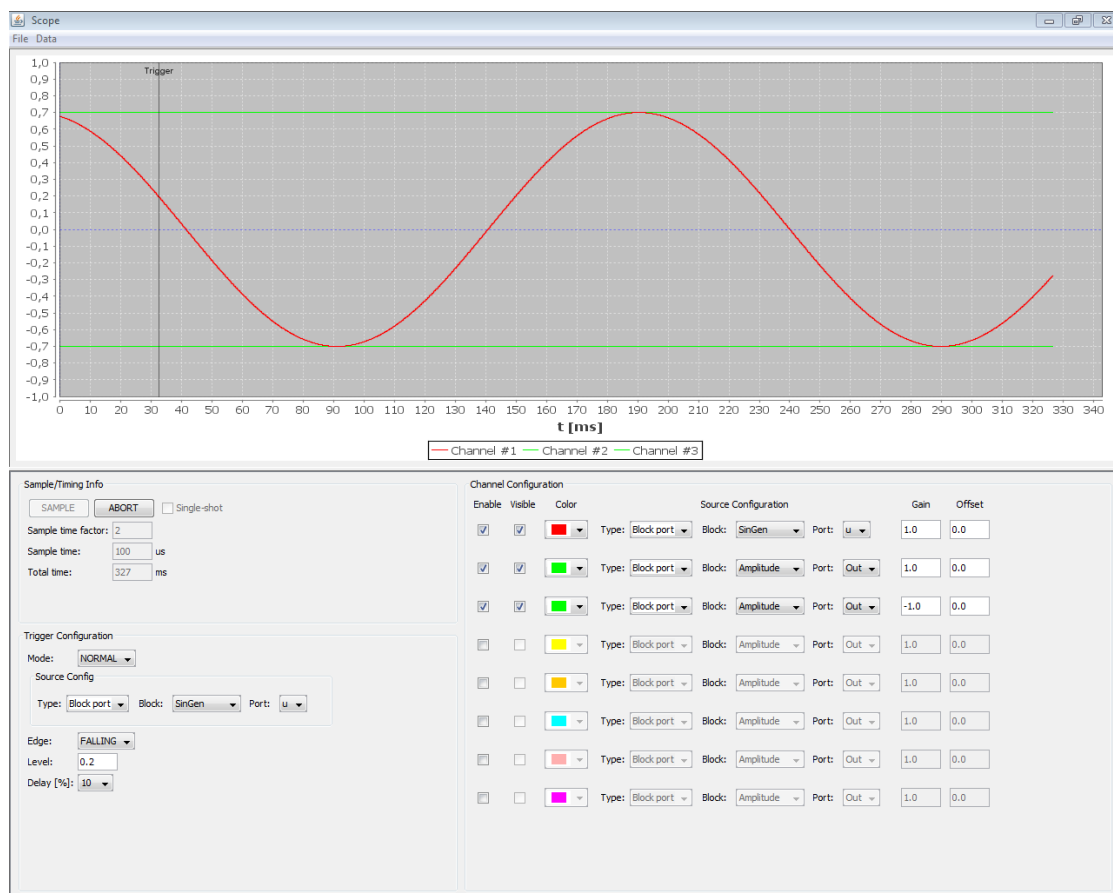 Scope
File Data
Trigger
1,0
0,9
0,8
0,7
0,6
0,5
0,4
0,3
0,2
0,1
0,0
-0,1
-0,2
-0,3
-0,4
-0,5
-0,6
-0,7
-0,8
-0,9
-1,0
0 10 20 30 40 50 60 70 80 90 100 110 120 130 140 150 160 170 180 190 200 210 220 230 240 250 260 270 280 290 300 310 320 330 340
t [ms]
Channel #1 Channel #2 Channel #3
Sample/Timing Info
SAMPLE ABORT Single-shot
Sample time factor: 2
Sample time: 100 us
Total time: 327 ms
Trigger Configuration
Mode: NORMAL
Source Config
Type: Block port Block: SinGen Port: u
Edge: FALLING
Level: 0.2
Delay [%]: 10
Channel Configuration
Enable Visible Color Source Configuration Gain Offset
Type: Block port Block: SinGen Port: u 1.0 0.0
Type: Block port Block: Amplitude Port: Out 1.0 0.0
Type: Block port Block: Amplitude Port: Out -1.0 0.0
Type: Block port Block: Amplitude Port: Out 1.0 0.0
Type: Block port Block: Amplitude Port: Out 1.0 0.0
Type: Block port Block: Amplitude Port: Out 1.0 0.0
Type: Block port Block: Amplitude Port: Out 1.0 0.0
Type: Block port Block: Amplitude Port: Out 1.0 0.0